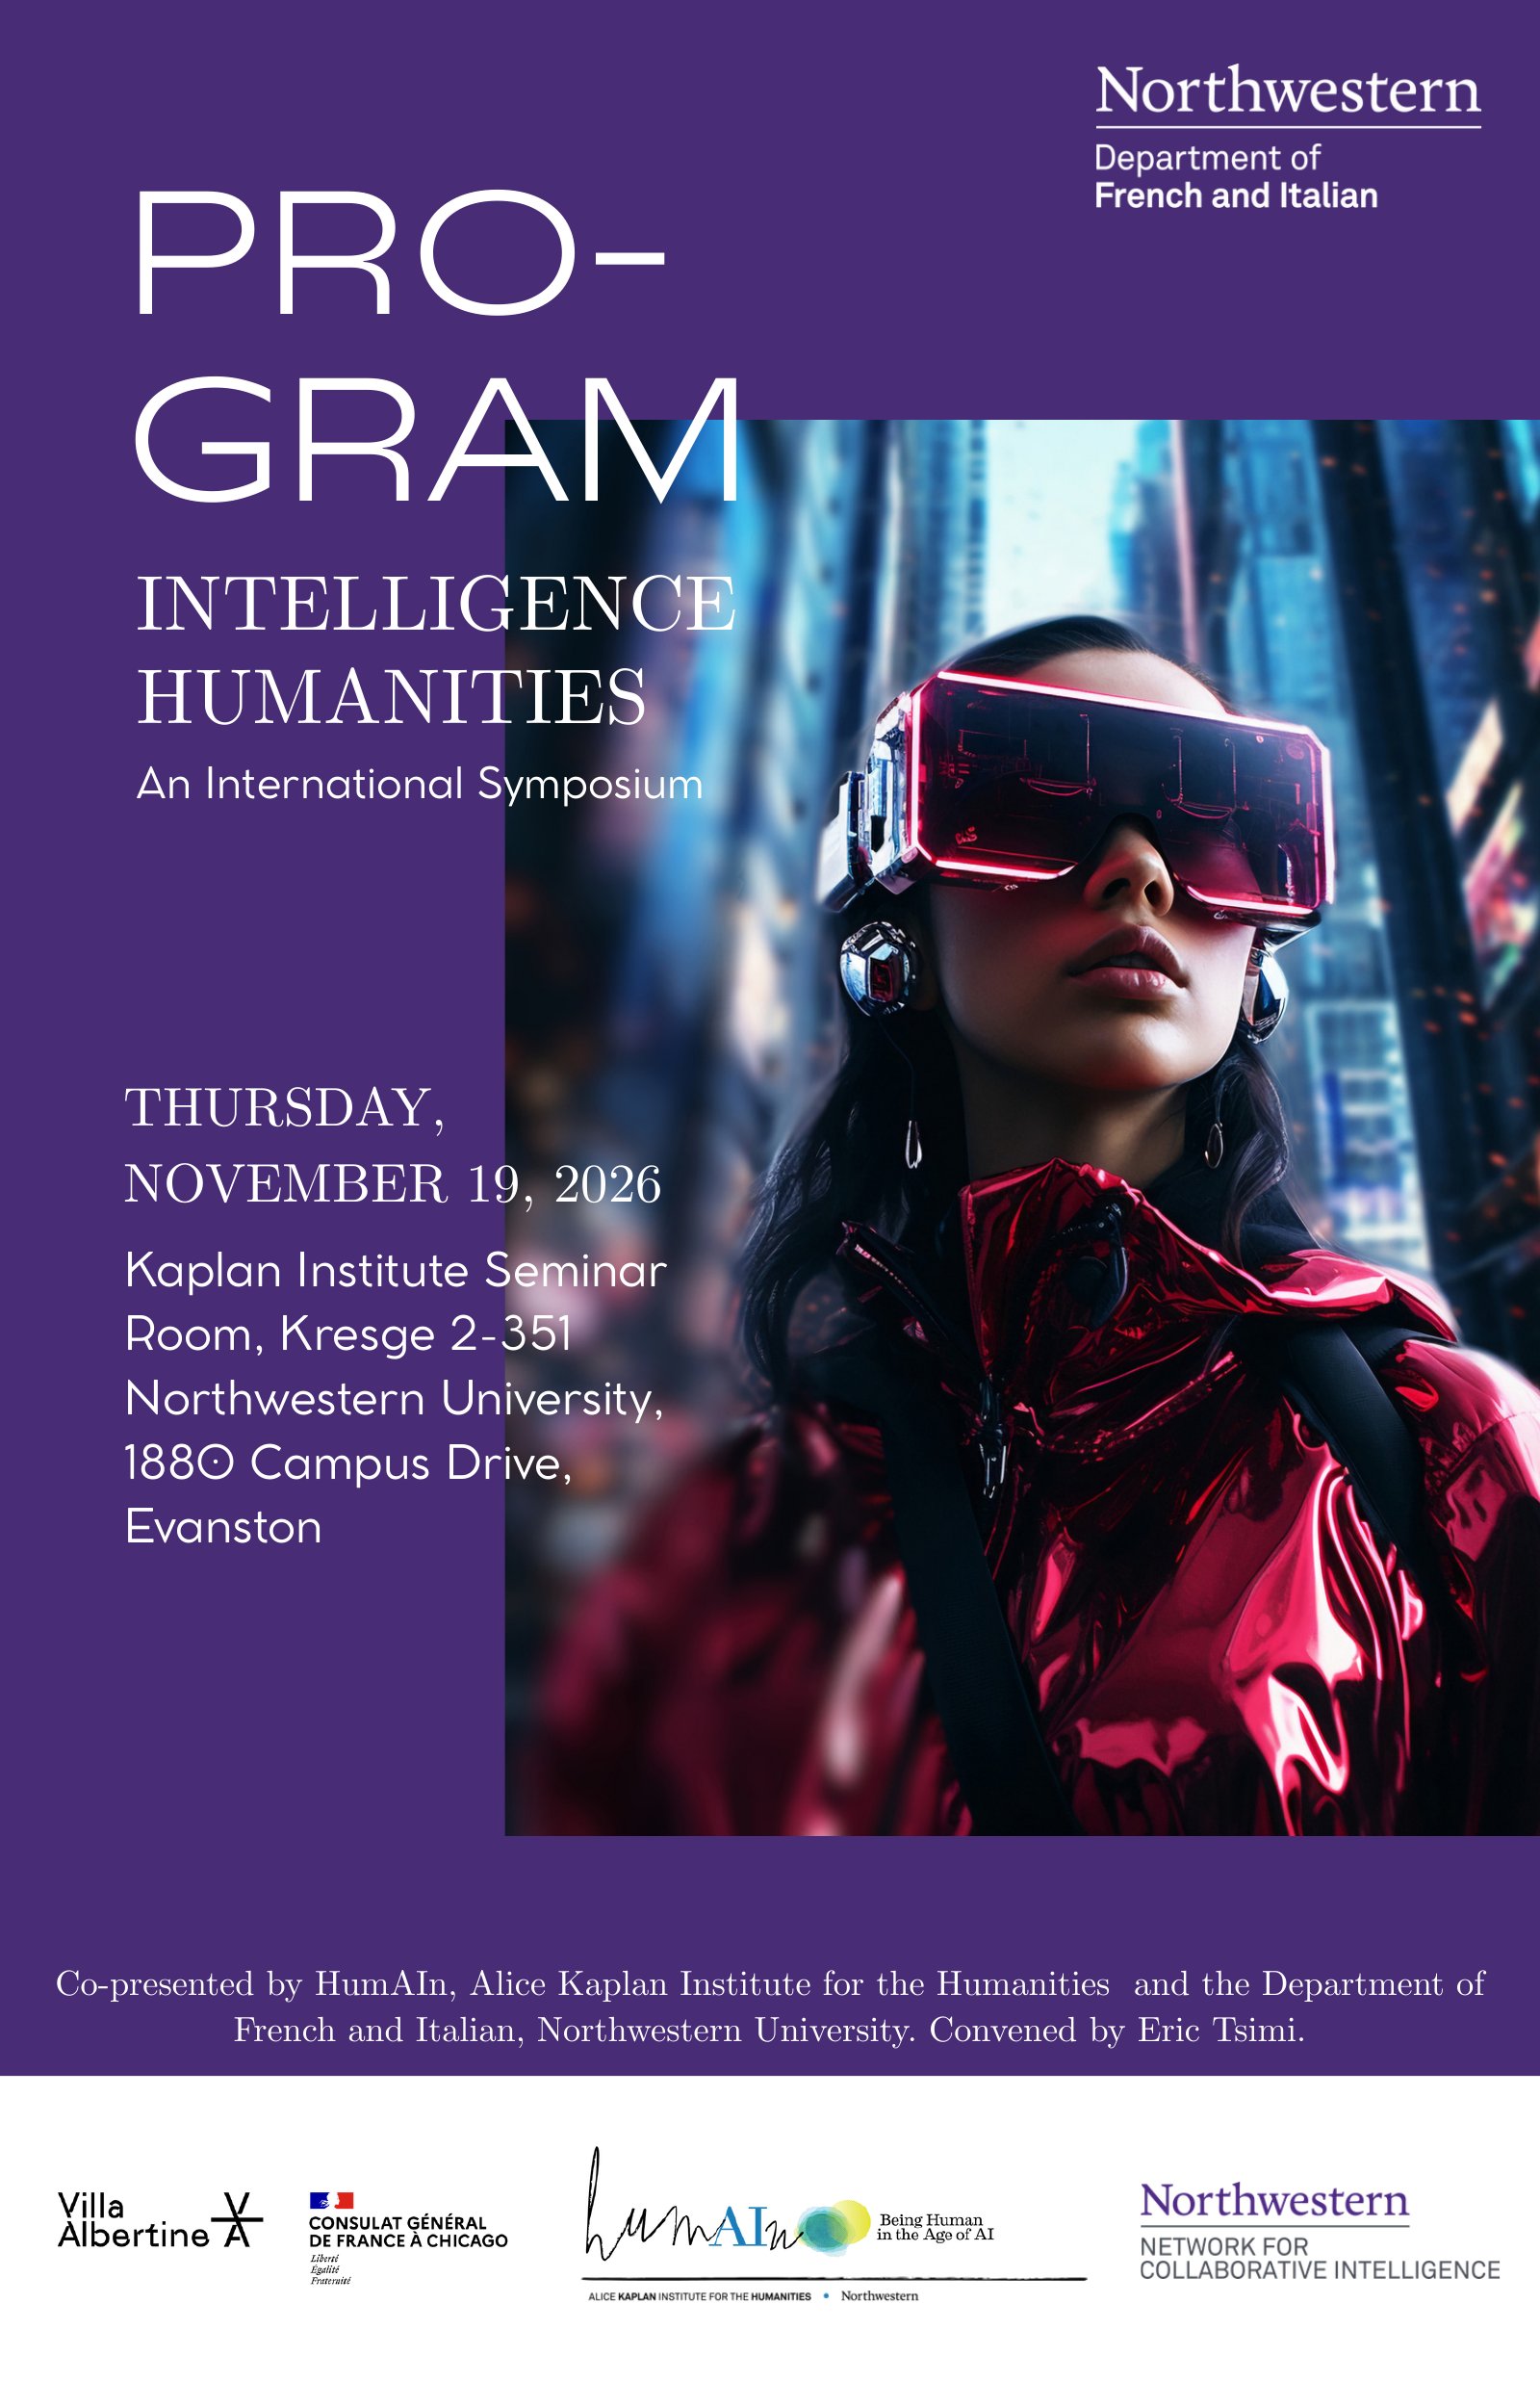 Northwestern
Department of
French and Italian
PRO-
GRAM
INTELLIGENCE
HUMANITIES
An International Symposium
THURSDAY,
NOVEMBER 19, 2026
Kaplan Institute Seminar
Room, Kresge 2-351
Northwestern University,
1880 Campus Drive,
Evanston
Co-presented by HumAIn, Alice Kaplan Institute for the Humanities and the Department of
French and Italian, Northwestern University. Convened by Eric Tsimi.
Villa
Albertine
VA
CONSULAT GÉNÉRAL
DE FRANCE À CHICAGO
Liberté
Égalité
Fraternité
humAIn
Being Human
in the Age of AI
ALICE KAPLAN INSTITUTE FOR THE HUMANITIES • Northwestern
Northwestern
NETWORK FOR
COLLABORATIVE INTELLIGENCE